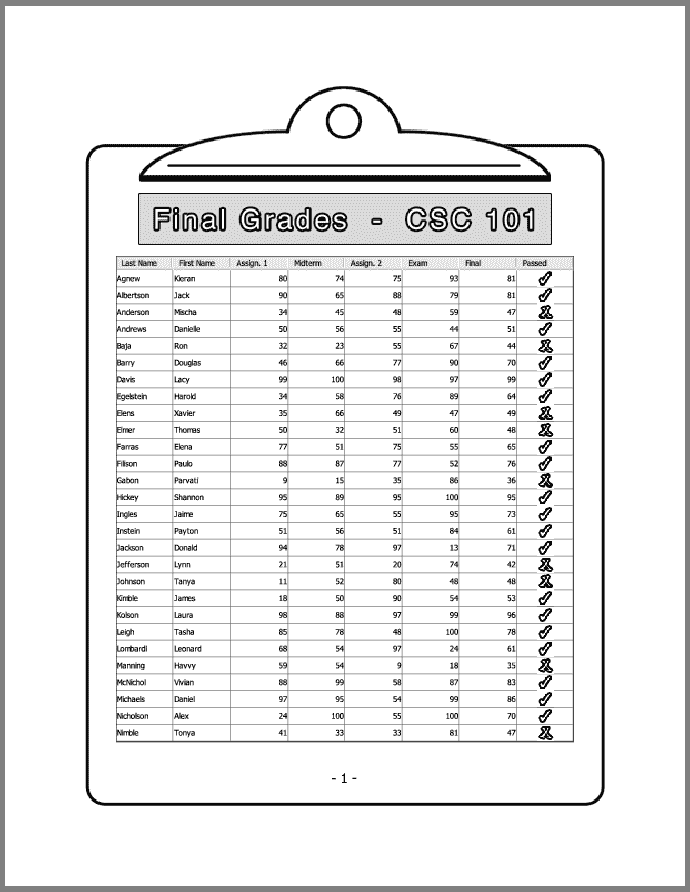 Final Grades - CSC 101
Last Name First Name Assign. 1 Midterm Assign. 2 Exam Final Passed
Agnew Kieran 80 74 75 93 81
Albertson Jack 90 65 88 79 81
Anderson Mischa 34 45 48 59 47
Andrews Danielle 50 56 55 44 51
Baja Ron 32 23 55 67 44
Barry Douglas 46 66 77 90 70
Davis Lacy 99 100 98 97 99
Egelstein Harold 34 58 76 89 64
Elens Xavier 35 66 49 47 49
Elmer Thomas 50 32 51 60 48
Farras Elena 77 51 75 55 65
Filison Paulo 88 87 77 52 76
Gabon Parvati 9 15 35 86 36
Hickey Shannon 95 89 95 100 95
Ingles Jaime 75 65 55 95 73
Instein Payton 51 56 51 84 61
Jackson Donald 94 78 97 13 71
Jefferson Lynn 21 51 20 74 42
Johnson Tanya 11 52 80 48 48
Kimble James 18 50 90 54 53
Kolson Laura 98 88 97 99 96
Leigh Tasha 85 78 48 100 78
Lombardi Leonard 68 54 97 24 61
Manning Havvy 59 54 9 18 35
McNichol Vivian 88 99 58 87 83
Michaels Daniel 97 95 54 99 86
Nicholson Alex 24 100 55 100 70
Nimble Tonya 41 33 33 81 47
- 1 -